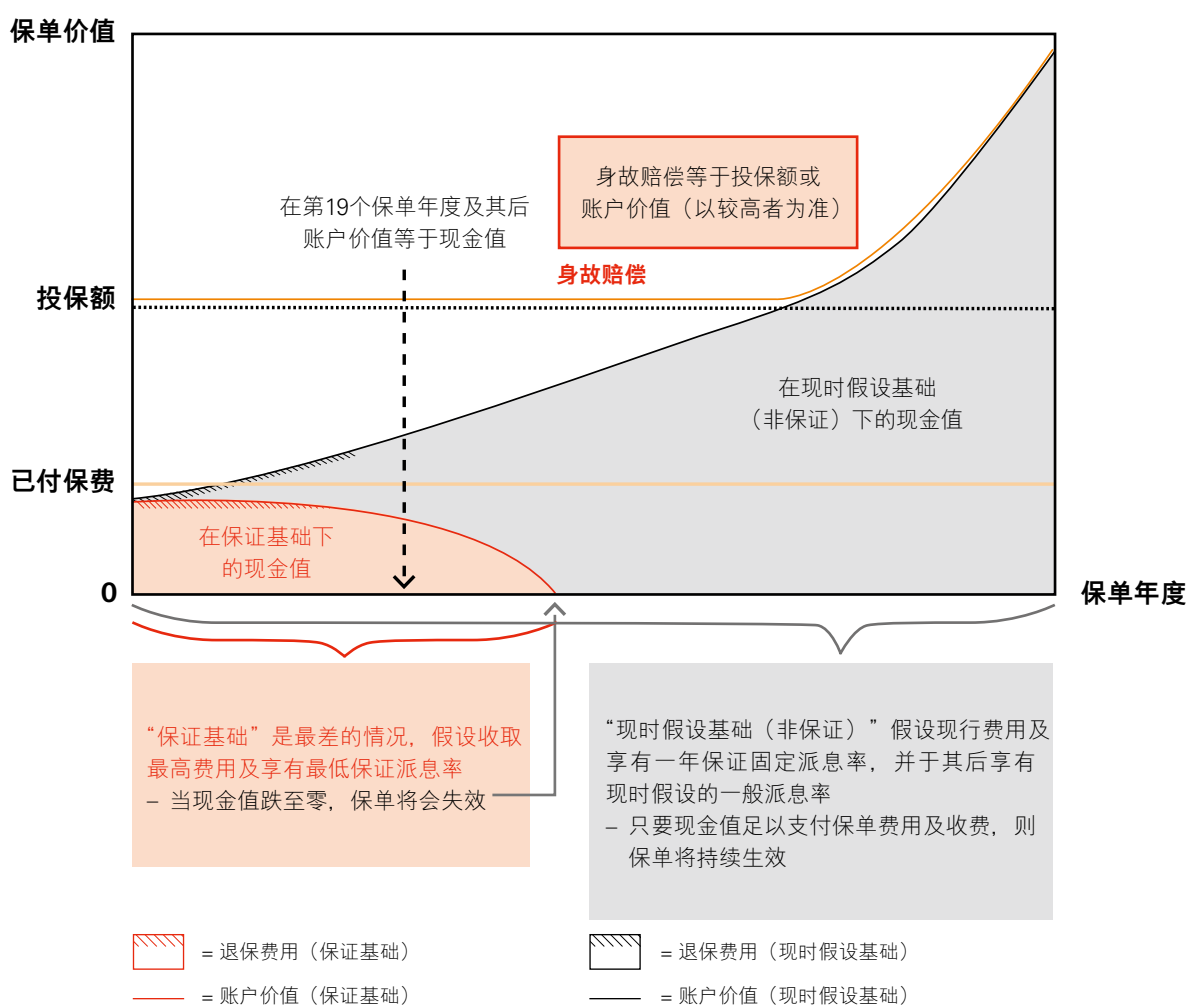 保单价值
身故赔偿等于投保额或
账户价值（以较高者为准）
在第19个保单年度及其后
账户价值等于现金值
身故赔偿
投保额
在现时假设基础
（非保证）下的现金值
已付保费
在保证基础下
的现金值
0
保单年度
“保证基础”是最差的情况，假设收取
最高费用及享有最低保证派息率
– 当现金值跌至零，保单将会失效
“现时假设基础（非保证）”假设现行费用及
享有一年保证固定派息率，并于其后享有
现时假设的一般派息率
– 只要现金值足以支付保单费用及收费，则
保单将持续生效
= 退保费用（保证基础）
= 退保费用（现时假设基础）
= 账户价值（保证基础）
= 账户价值（现时假设基础）